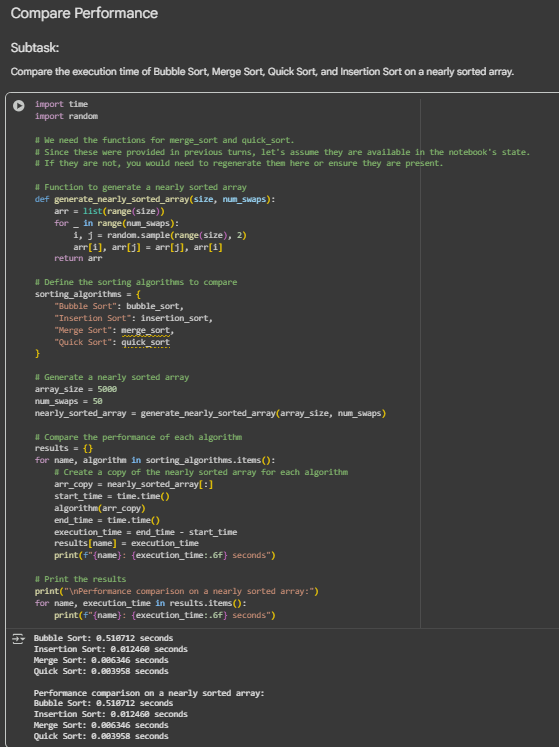 Compare Performance
Subtask:
Compare the execution time of Bubble Sort, Merge Sort, Quick Sort, and Insertion Sort on a nearly sorted array.
import time
import random
# We need the functions for merge_sort and quick_sort.
# Since these were provided in previous turns, let's assume they are available in the notebook's state.
# If they are not, you would need to regenerate them here or ensure they are present.
# Function to generate a nearly sorted array
def generate_nearly_sorted_array(size, num_swaps):
    arr = list(range(size))
    for _ in range(num_swaps):
        i, j = random.sample(range(size), 2)
        arr[i], arr[j] = arr[j], arr[i]
    return arr
# Define the sorting algorithms to compare
sorting_algorithms = {
    "Bubble Sort": bubble_sort,
    "Insertion Sort": insertion_sort,
    "Merge Sort": merge_sort,
    "Quick Sort": quick_sort
}
# Generate a nearly sorted array
array_size = 5000
num_swaps = 50
nearly_sorted_array = generate_nearly_sorted_array(array_size, num_swaps)
# Compare the performance of each algorithm
results = {}
for name, algorithm in sorting_algorithms.items():
    # Create a copy of the nearly sorted array for each algorithm
    arr_copy = nearly_sorted_array[:]
    start_time = time.time()
    algorithm(arr_copy)
    end_time = time.time()
    execution_time = end_time - start_time
    results[name] = execution_time
    print(f"{name}: {execution_time:.6f} seconds")
# Print the results
print("\nPerformance comparison on a nearly sorted array:")
for name, execution_time in results.items():
    print(f"{name}: {execution_time:.6f} seconds")
Bubble Sort: 0.510712 seconds
Insertion Sort: 0.012460 seconds
Merge Sort: 0.006346 seconds
Quick Sort: 0.003958 seconds
Performance comparison on a nearly sorted array:
Bubble Sort: 0.510712 seconds
Insertion Sort: 0.012460 seconds
Merge Sort: 0.006346 seconds
Quick Sort: 0.003958 seconds